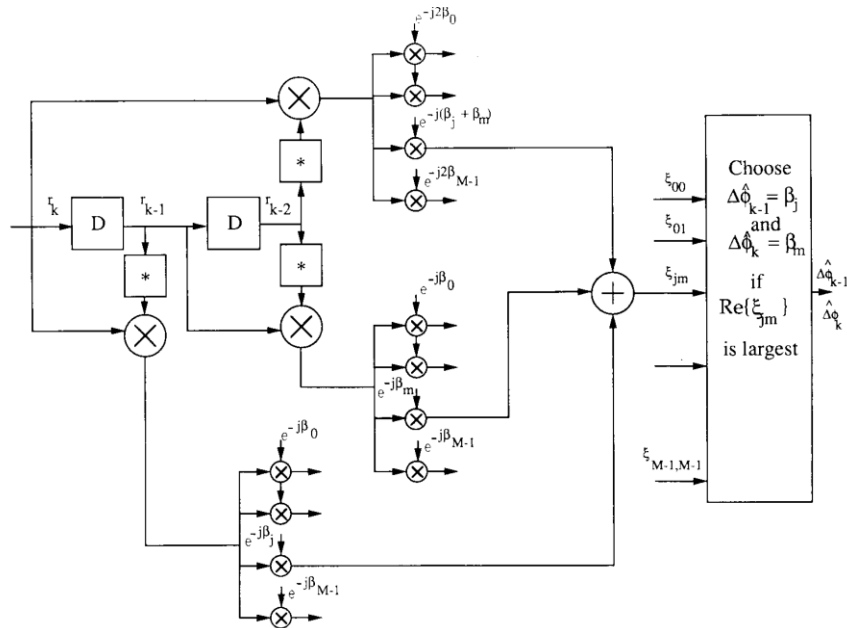 e^{-j2β_0}
e^{-j(β_j + β_m)}
e^{-j2β_{M-1}}
*
r_k
D
r_{k-1}
D
r_{k-2}
*
*
e^{-jβ_0}
e^{-jβ_m}
e^{-jβ_{M-1}}
e^{-jβ_0}
e^{-jβ_j}
e^{-jβ_{M-1}}
ξ_{00}
ξ_{01}
ξ_{jm}
ξ_{M-1,M-1}
Choose
Δφ̂_{k-1} = β_j
and
Δφ̂_k = β_m
if
Re{ξ_{jm}}
is largest
Δφ̂_{k-1}
Δφ̂_k